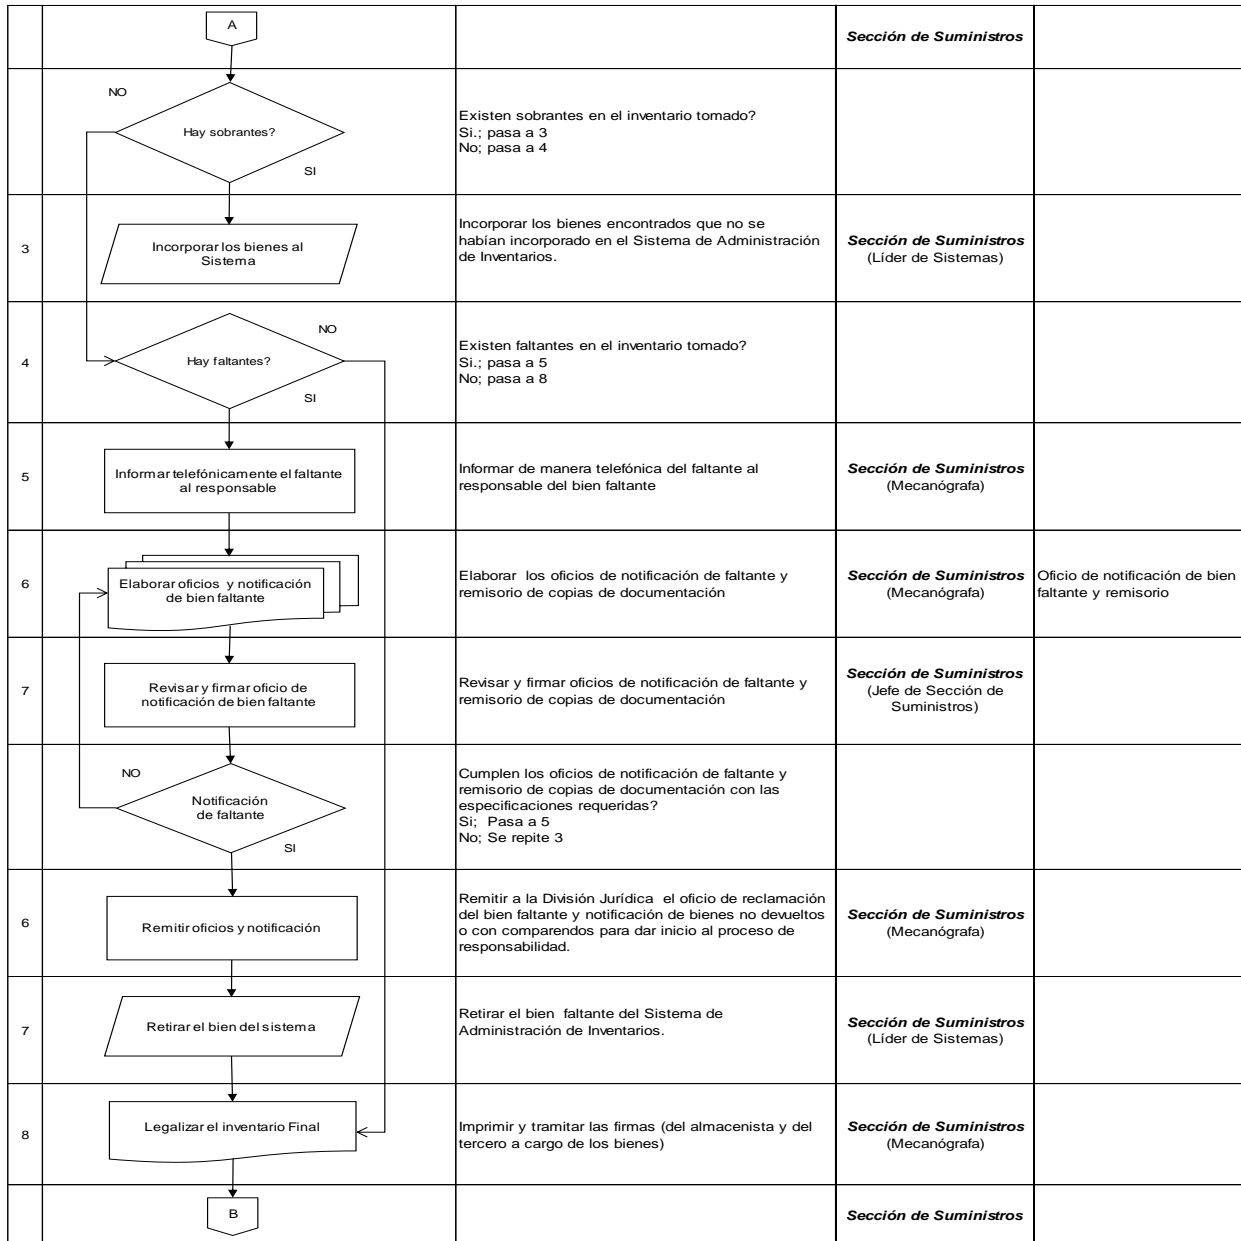 A
Sección de Suministros
NO
Hay sobrantes?
SI
Existen sobrantes en el inventario tomado?
Si.; pasa a 3
No; pasa a 4
3
Incorporar los bienes al
Sistema
Incorporar los bienes encontrados que no se
habían incorporado en el Sistema de Administración
de Inventarios.
Sección de Suministros
(Líder de Sistemas)
4
NO
Hay faltantes?
SI
Existen faltantes en el inventario tomado?
Si.; pasa a 5
No; pasa a 8
5
Informar telefónicamente el faltante
al responsable
Informar de manera telefónica del faltante al
responsable del bien faltante
Sección de Suministros
(Mecanógrafa)
6
Elaborar oficios y notificación
de bien faltante
Elaborar los oficios de notificación de faltante y
remisorio de copias de documentación
Sección de Suministros
(Mecanógrafa)
Oficio de notificación de bien
faltante y remisorio
7
Revisar y firmar oficio de
notificación de bien faltante
Revisar y firmar oficios de notificación de faltante y
remisorio de copias de documentación
Sección de Suministros
(Jefe de Sección de
Suministros)
NO
Notificación
de faltante
SI
Cumplen los oficios de notificación de faltante y
remisorio de copias de documentación con las
especificaciones requeridas?
Si; Pasa a 5
No; Se repite 3
6
Remitir oficios y notificación
Remitir a la División Jurídica el oficio de reclamación
del bien faltante y notificación de bienes no devueltos
o con comparendos para dar inicio al proceso de
responsabilidad.
Sección de Suministros
(Mecanógrafa)
7
Retirar el bien del sistema
Retirar el bien faltante del Sistema de
Administración de Inventarios.
Sección de Suministros
(Líder de Sistemas)
8
Legalizar el inventario Final
Imprimir y tramitar las firmas (del almacenista y del
tercero a cargo de los bienes)
Sección de Suministros
(Mecanógrafa)
B
Sección de Suministros